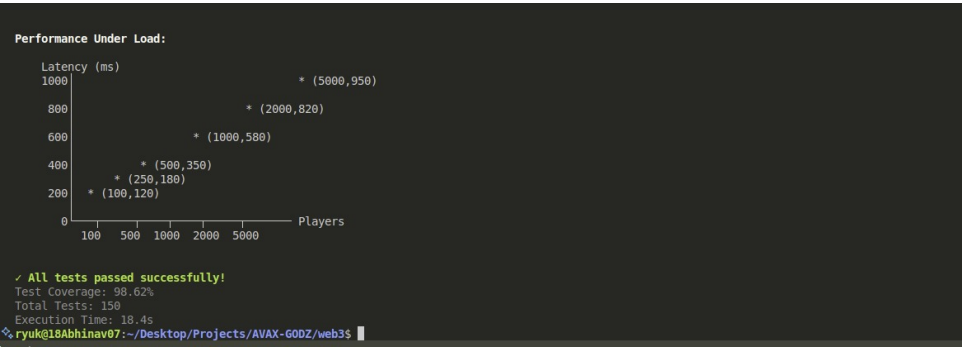 Performance Under Load:
Latency (ms)
1000 * (5000,950)
800 * (2000,820)
600 * (1000,580)
400 * (500,350)
* (250,180)
200 * (100,120)
0 Players
100 500 1000 2000 5000
✓ All tests passed successfully!
Test Coverage: 98.62%
Total Tests: 150
Execution Time: 18.4s
ryuk@18Abhinav07:~/Desktop/Projects/AVAX-GODZ/web3$